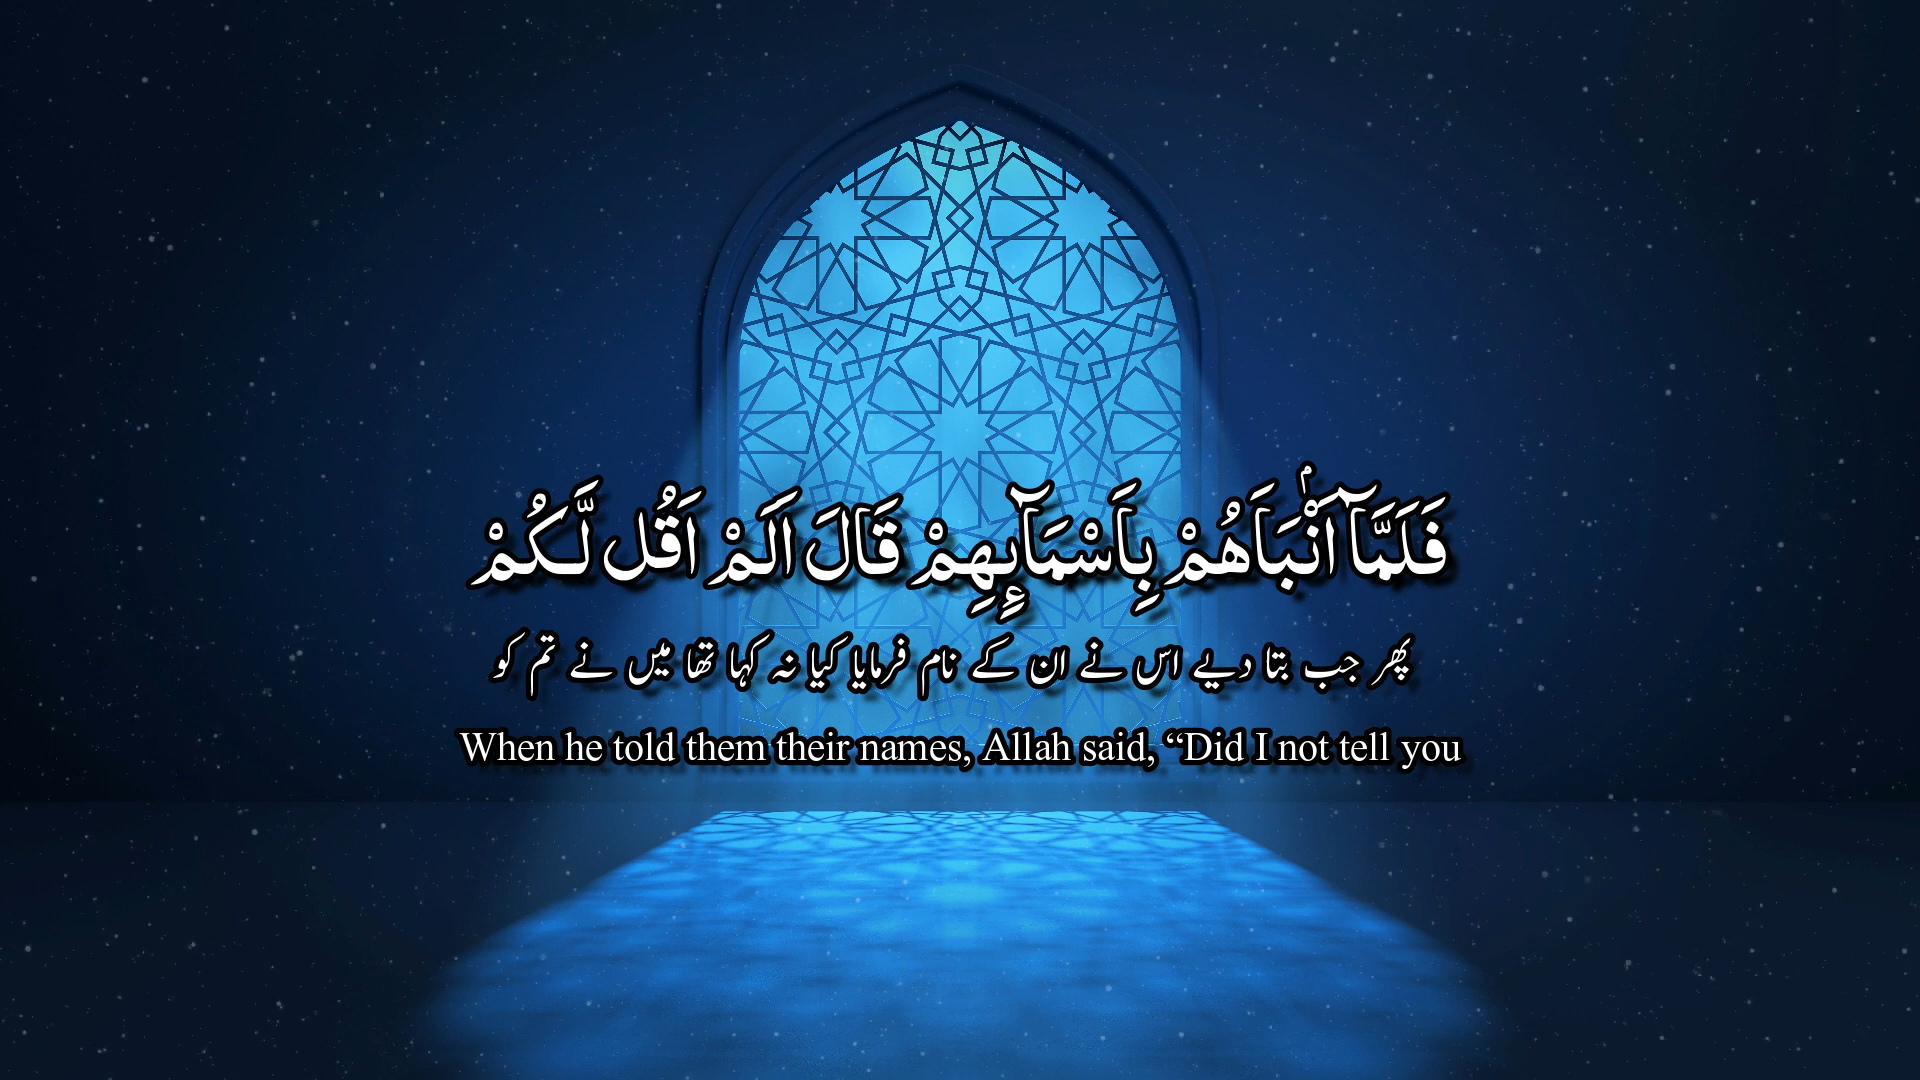 فَلَمَّاۤ اَنْۢبَاَهُمْ بِاَسْمَآىِٕهِمْ قَالَ اَلَمْ اَقُل لَّـكُمْ
پھر جب بتا دیے اس نے ان کے نام فرمایا کیا نہ کہا تھا میں نے تم کو
When he told them their names, Allah said, “Did I not tell you